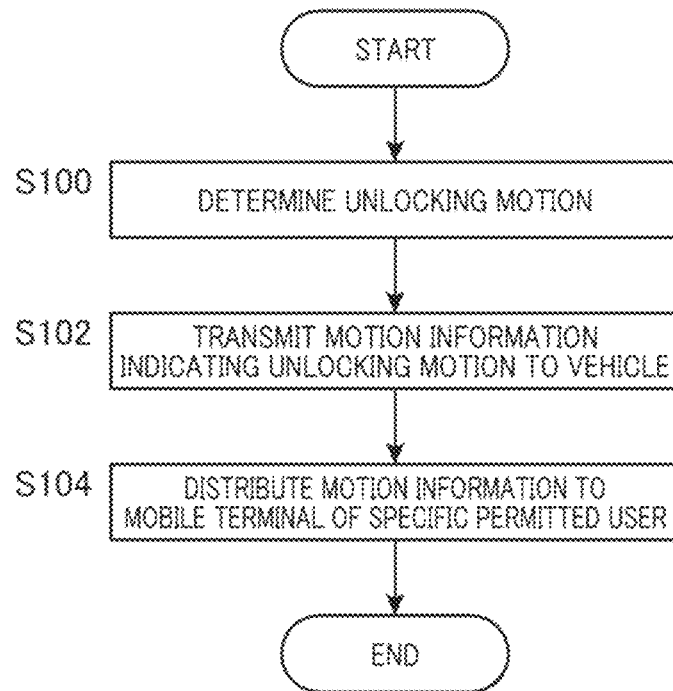 START
S100
DETERMINE UNLOCKING MOTION
S102
TRANSMIT MOTION INFORMATION
INDICATING UNLOCKING MOTION TO VEHICLE
S104
DISTRIBUTE MOTION INFORMATION TO
MOBILE TERMINAL OF SPECIFIC PERMITTED USER
END